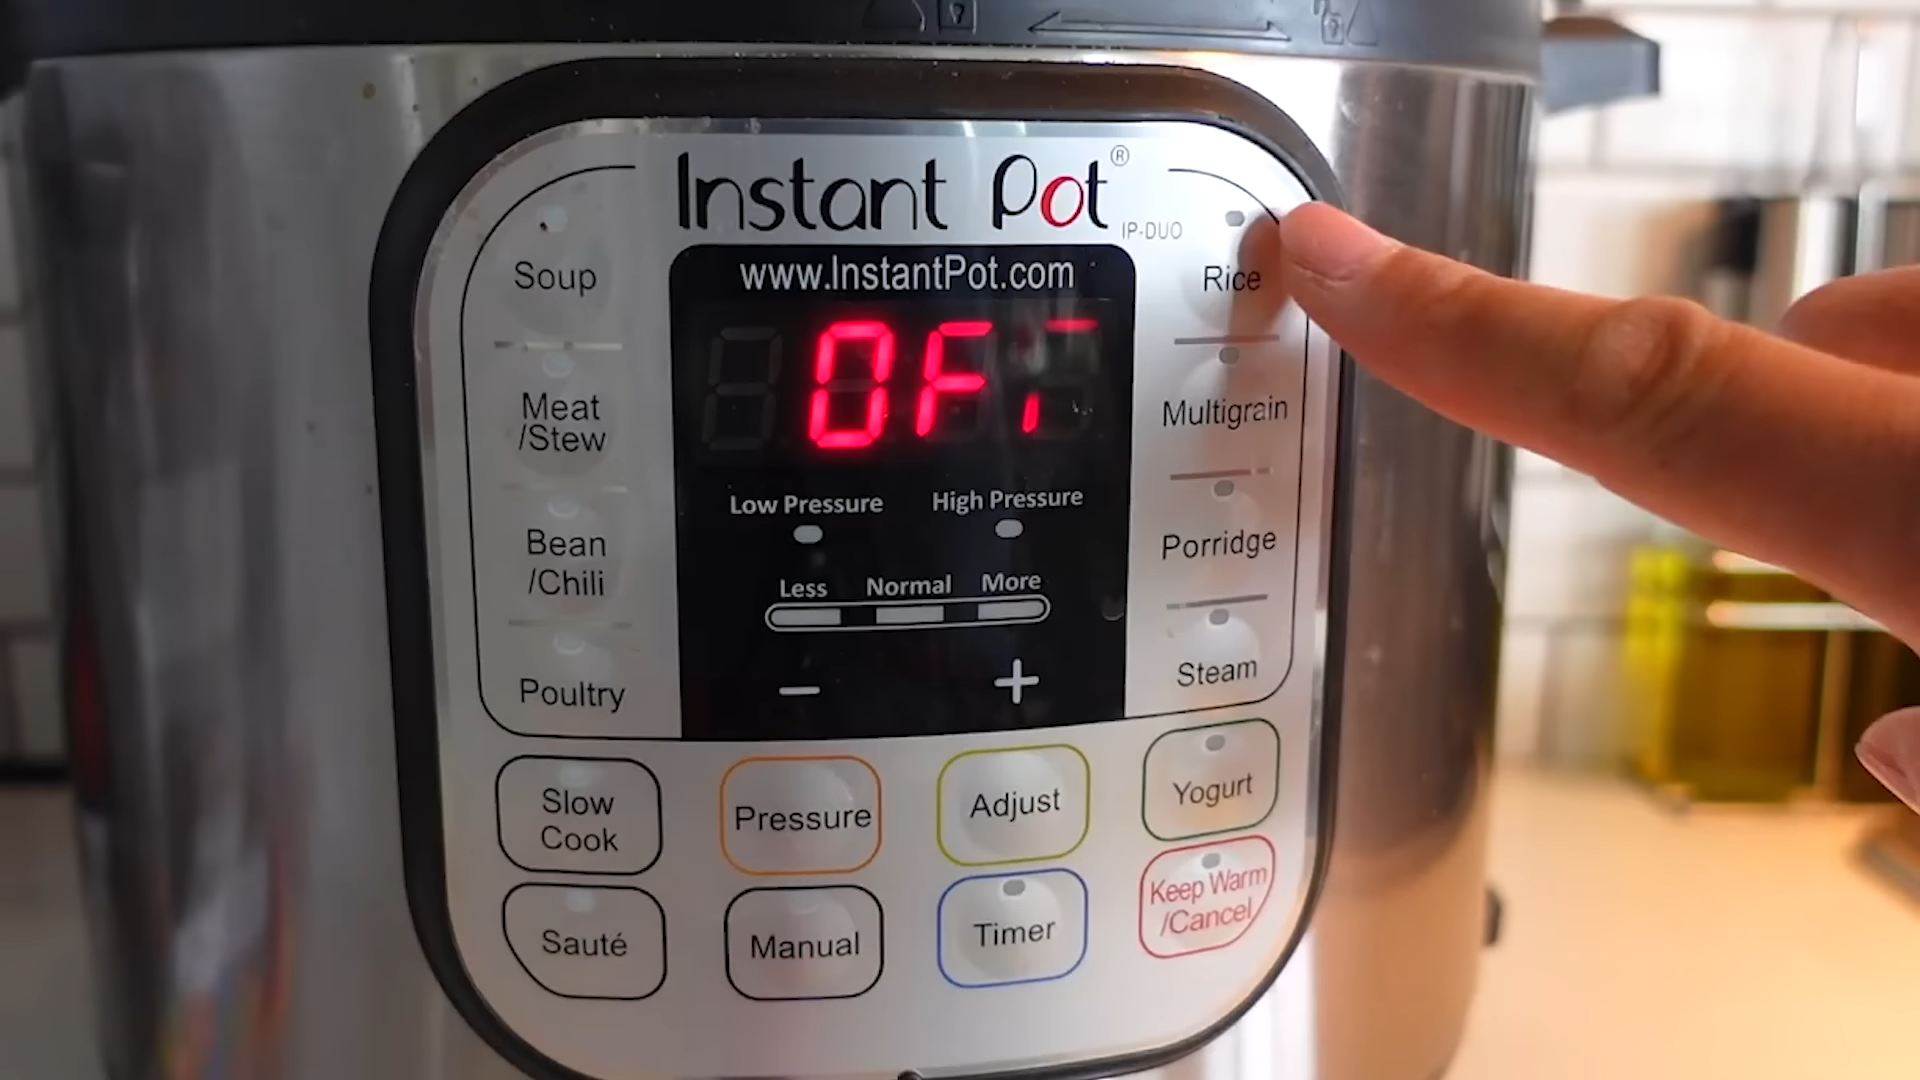 Instant Pot®
IP-DUO
www.InstantPot.com
Soup
Meat
/Stew
Bean
/Chili
Poultry
Low Pressure
High Pressure
Less
Normal
More
−
+
Rice
Multigrain
Porridge
Steam
Slow
Cook
Pressure
Adjust
Yogurt
Sauté
Manual
Timer
Keep Warm
/Cancel